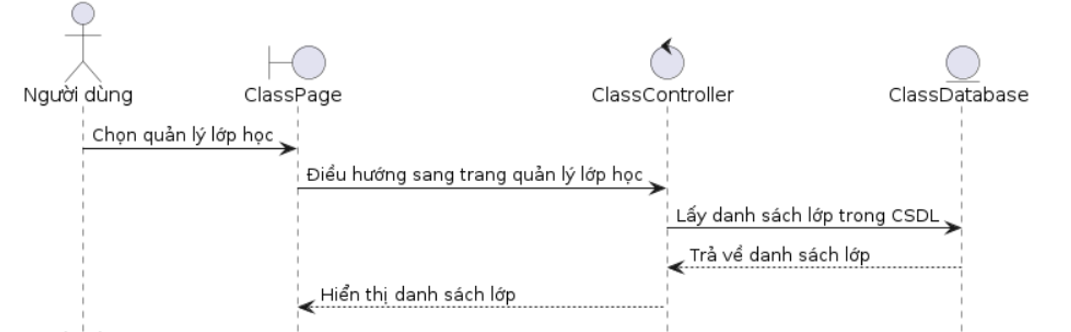 Người dùng
ClassPage
ClassController
ClassDatabase
Chọn quản lý lớp học
Điều hướng sang trang quản lý lớp học
Lấy danh sách lớp trong CSDL
Trả về danh sách lớp
Hiển thị danh sách lớp